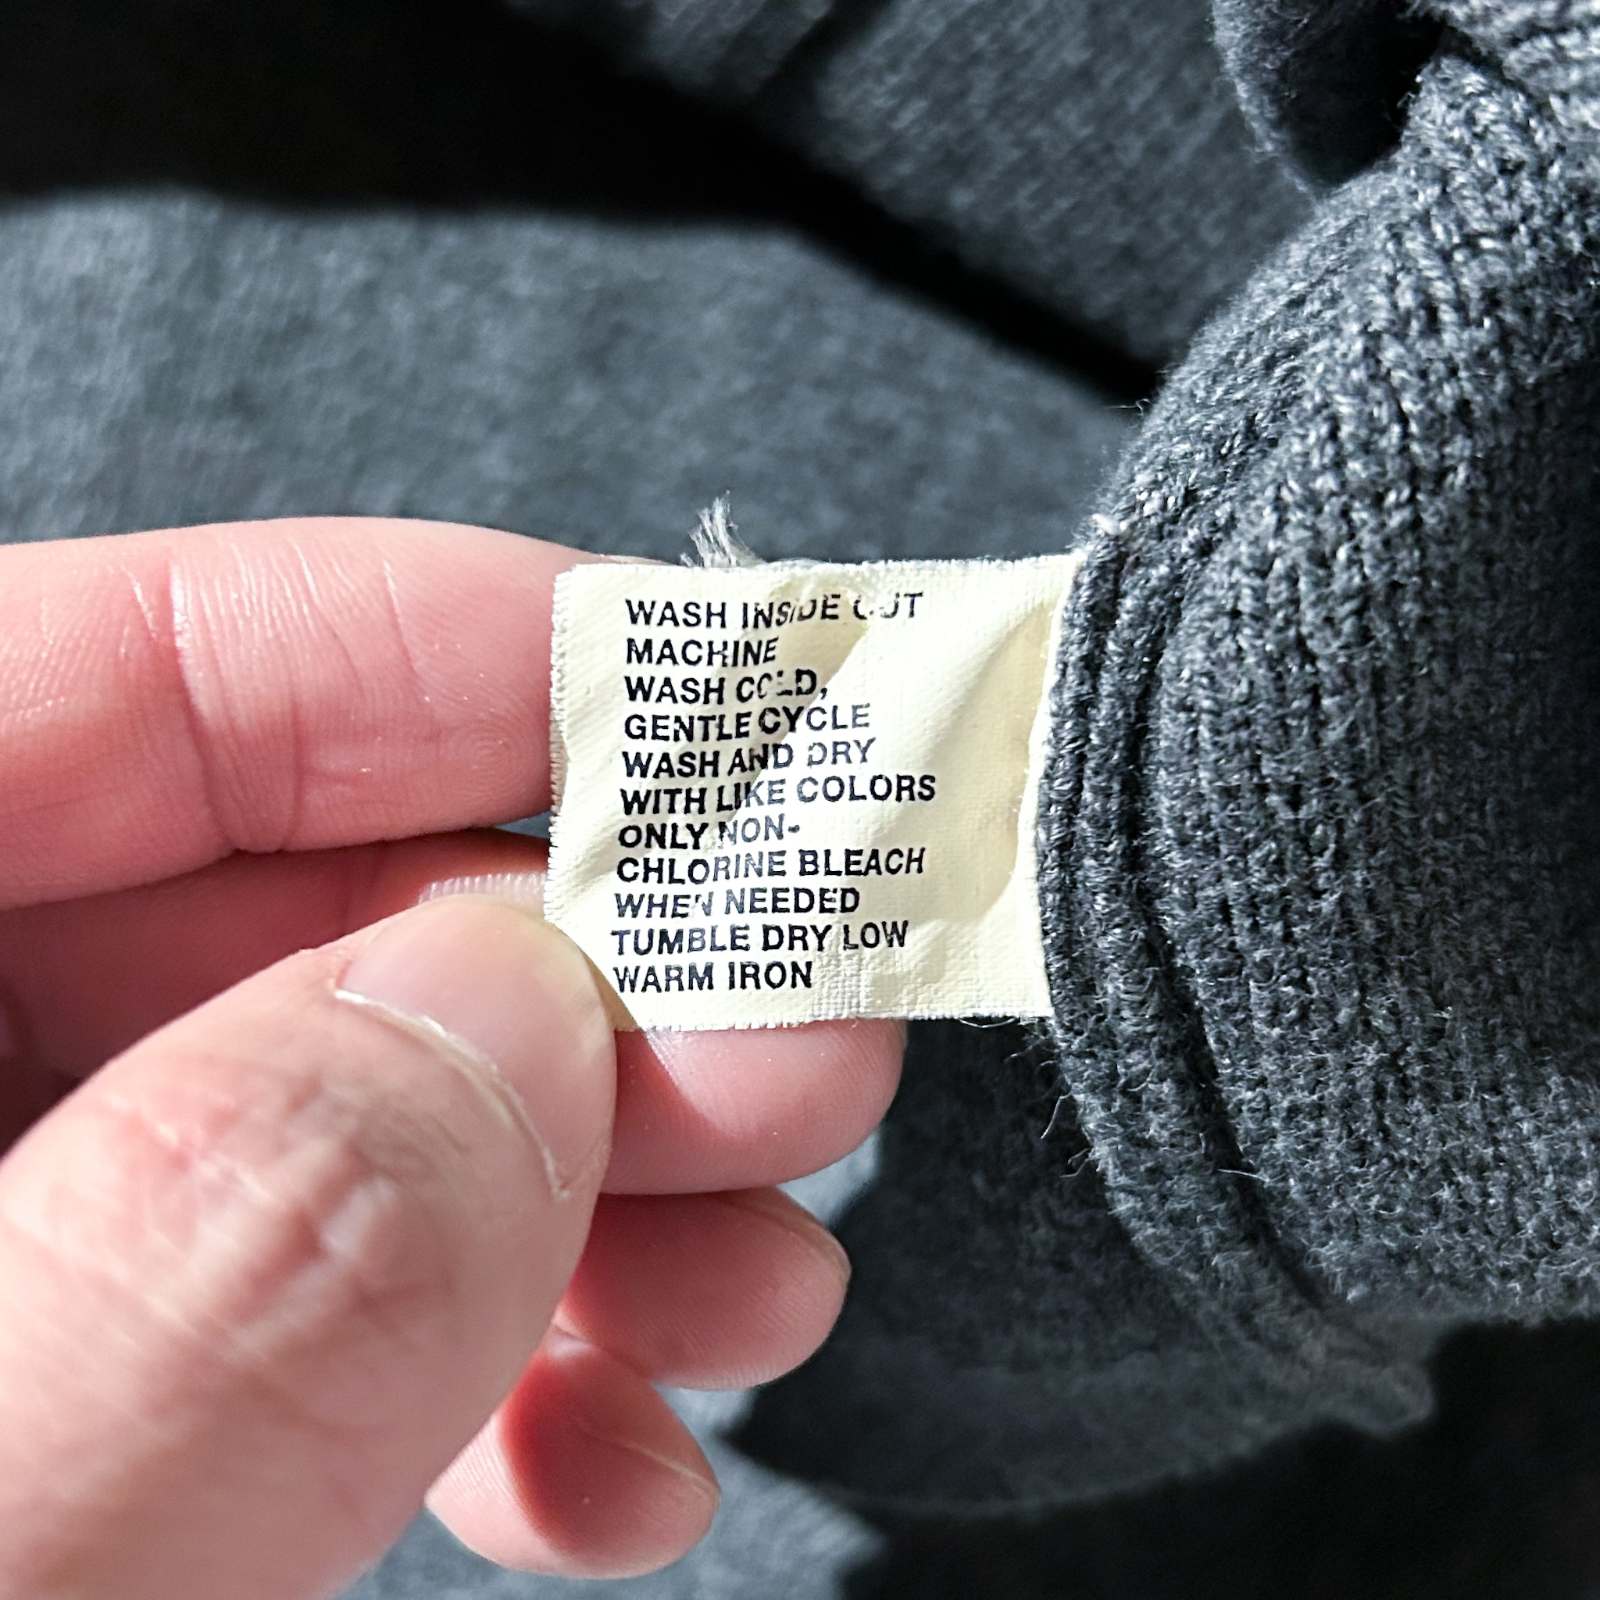 WASH INSIDE OUT
MACHINE
WASH COLD,
GENTLE CYCLE
WASH AND DRY
WITH LIKE COLORS
ONLY NON-
CHLORINE BLEACH
WHEN NEEDED
TUMBLE DRY LOW
WARM IRON